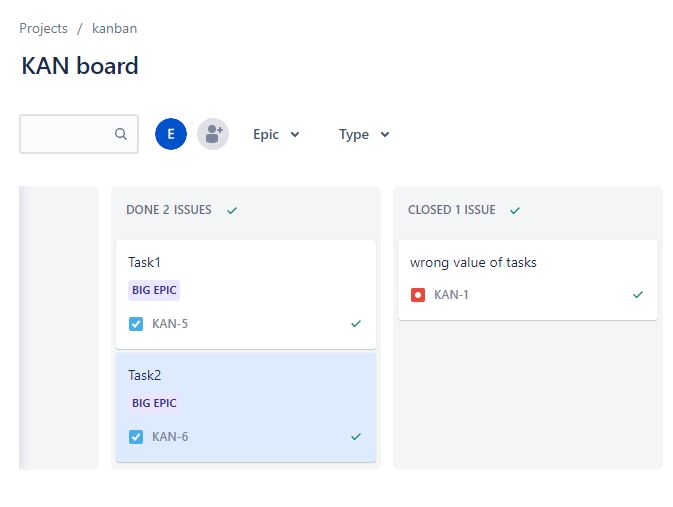 Projects / kanban
KAN board
E Epic Type
DONE 2 ISSUES
Task1
BIG EPIC
KAN-5
Task2
BIG EPIC
KAN-6
CLOSED 1 ISSUE
wrong value of tasks
KAN-1